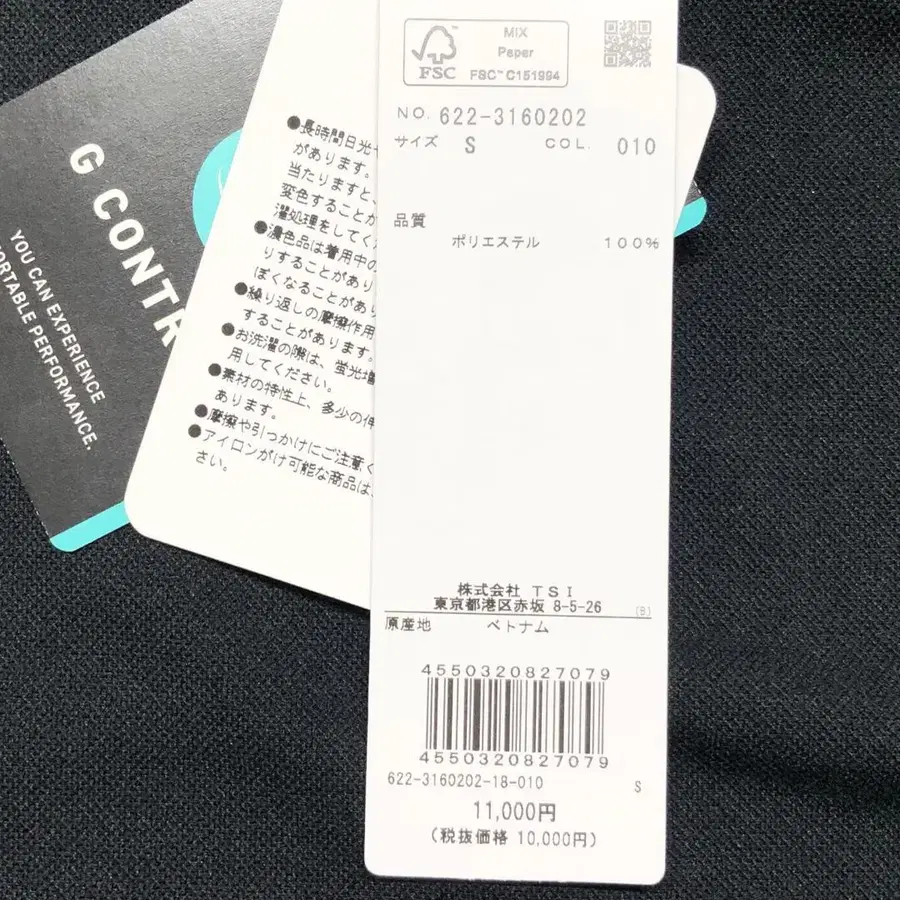 MIX
Paper
FSC
FSC™ C151994
NO. 622-3160202
サイズ S COL. 010
品質
ポリエステル 100%
株式会社 TSI
東京都港区赤坂 8-5-26
(B)
原産地 ベトナム
4550320827079
4550320827079
622-3160202-18-010 S
11,000円
(税抜価格 10,000円)
●長時間日光や
があります。
当たりますと、
変色することが
濯処理をしてくだ
●濃色品は着用中の
りすることがあり
ぽくなることがあり
●繰り返しの摩擦作用
することがあります。
●お洗濯の際は、蛍光増
用してください。
●素材の特性上、多少の伸
あります。
●摩擦や引っかけにご注意く
●アイロンがけ可能な商品は、
さい。
G CONTR
YOU CAN EXPERIENCE
ORTABLE PERFORMANCE.